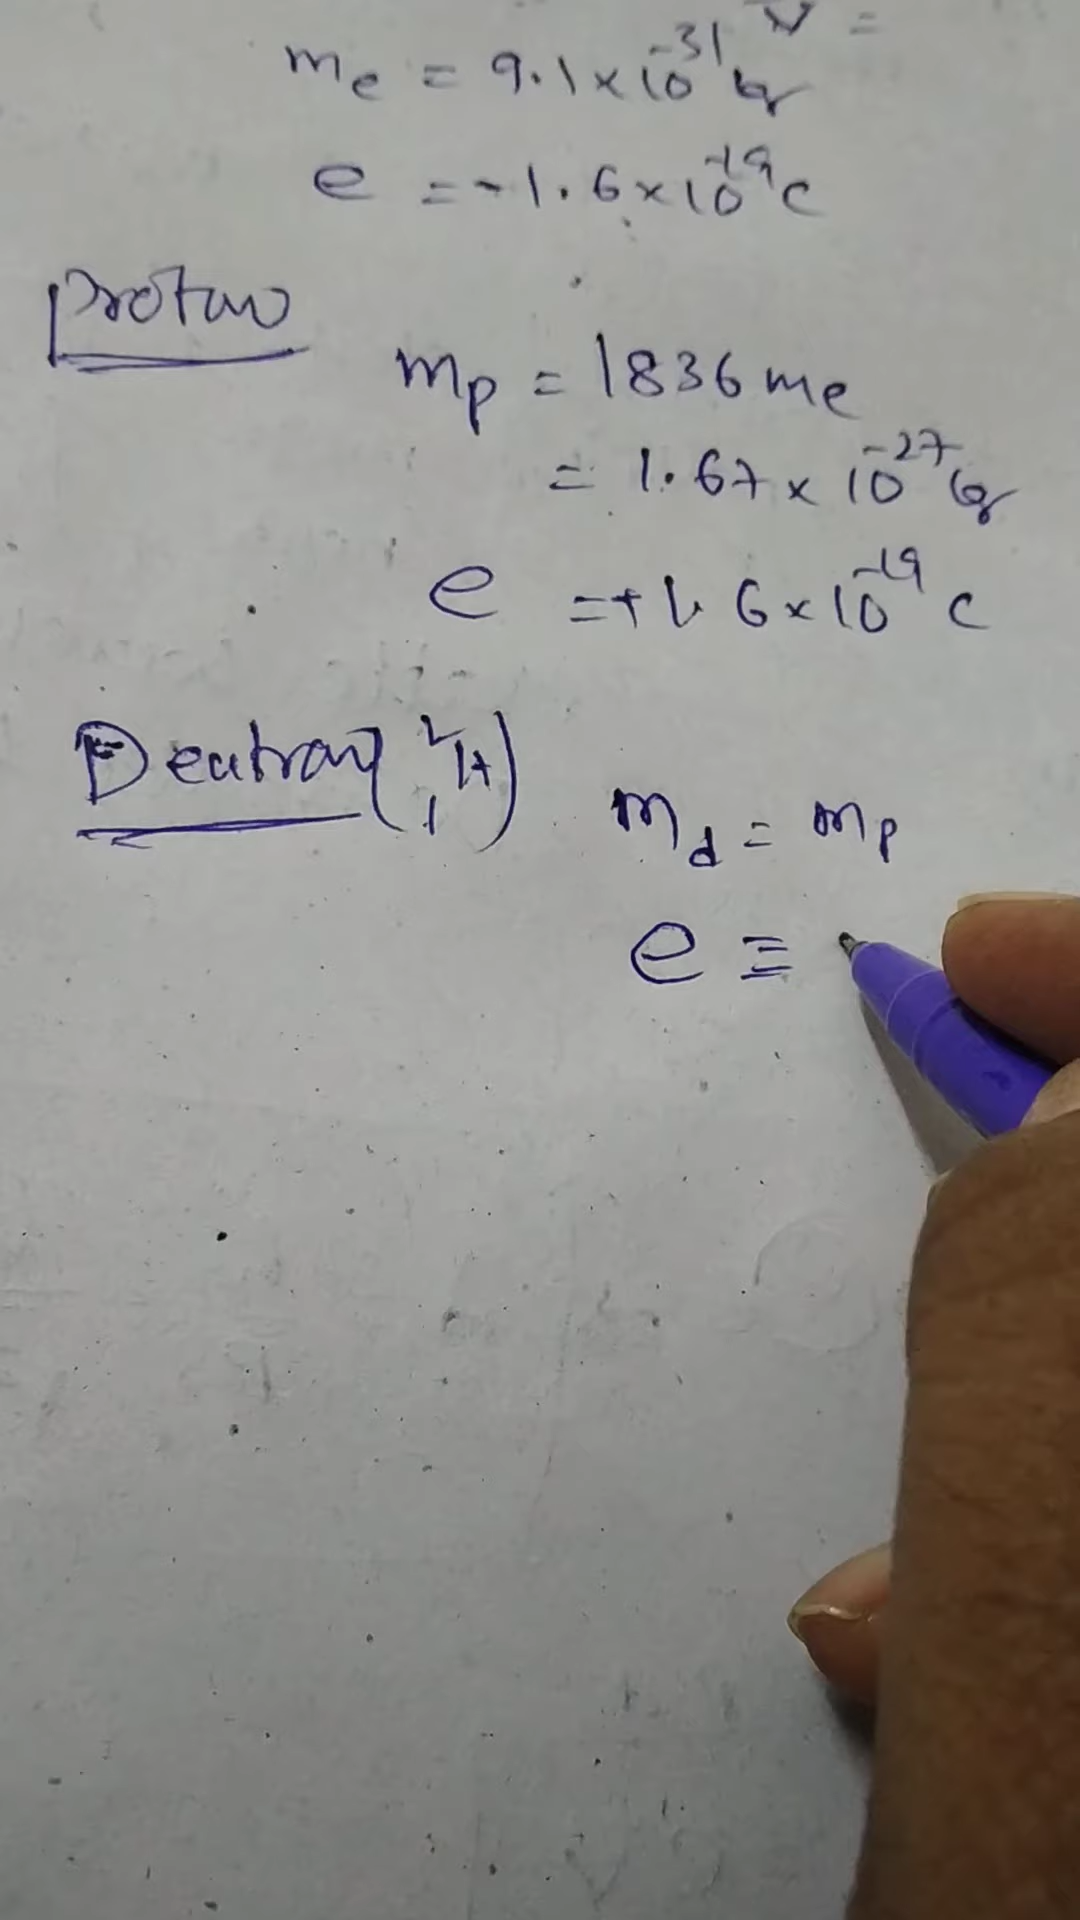 mₑ = 9.1×10⁻³¹ kg
e = -1.6×10⁻¹⁹ C
Proton
mₚ = 1836 mₑ
= 1.67 × 10⁻²⁷ kg
e = +1.6×10⁻¹⁹ C
Deutron (²₁H)
m_d = mₚ
e =